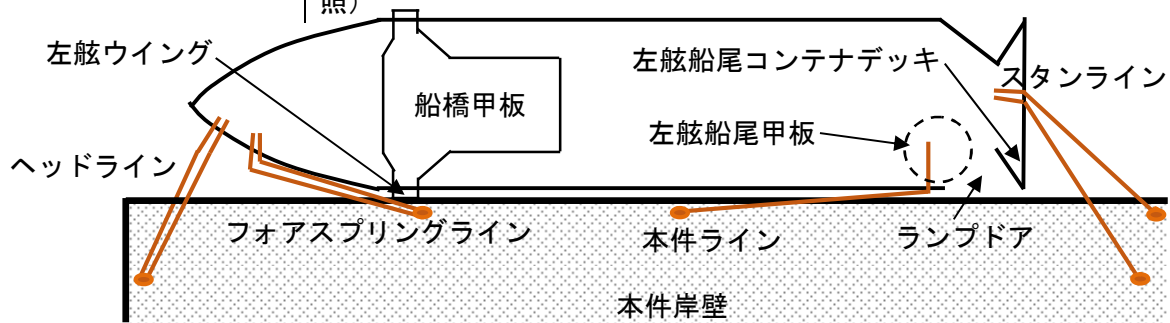 照）
左舷ウイング
左舷船尾コンテナデッキ
スタンライン
船橋甲板
左舷船尾甲板
ヘッドライン
フォアスプリングライン
本件ライン
ランプドア
本件岸壁